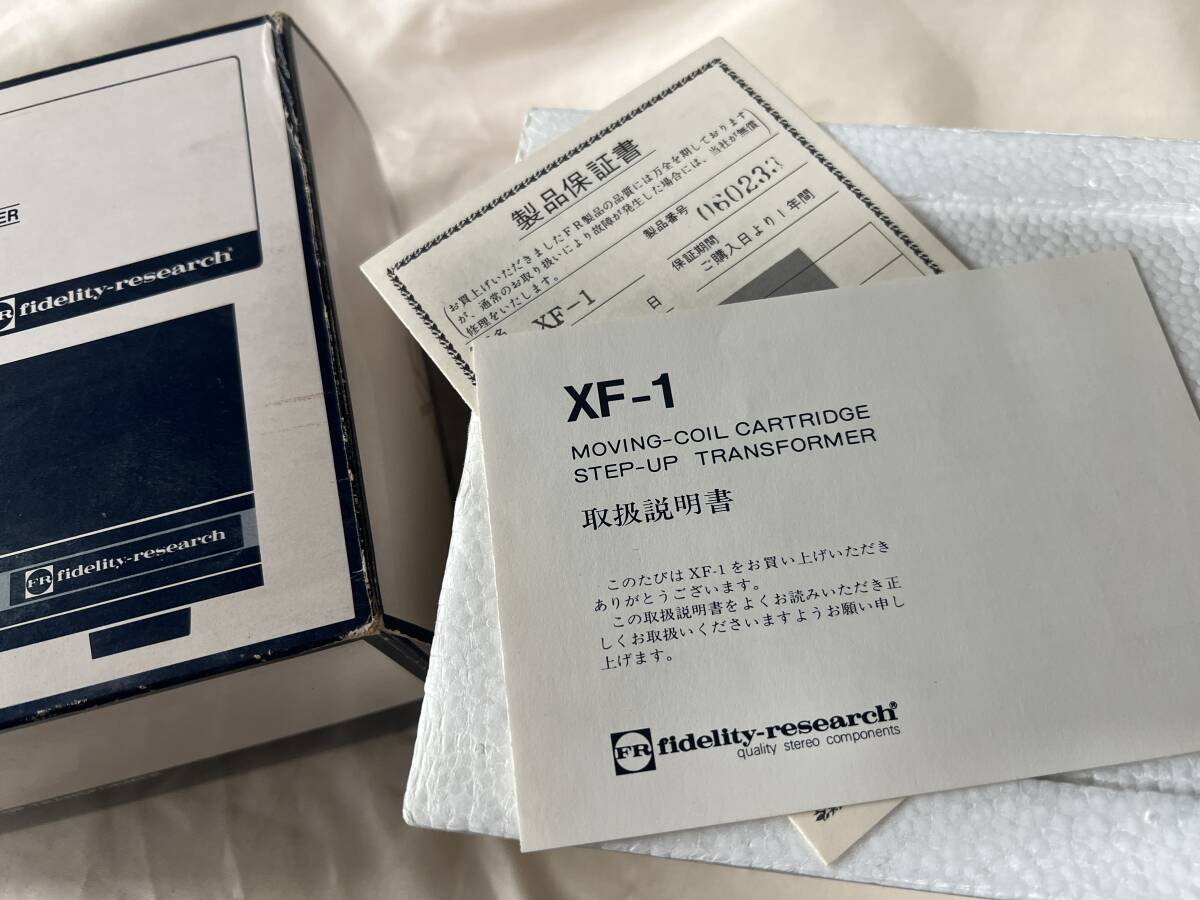 ER
FR fidelity-research®
FR fidelity-research
製品保証書
お買上げいただきましたFR製品の品質には万全を期しております
が、通常のお取り扱いにより故障が発生した場合には、当社が無償
修理をいたします。
名 XF-1
製品番号 060233
保証期間
ご購入日より1年間
日
XF-1
MOVING-COIL CARTRIDGE
STEP-UP TRANSFORMER
取扱説明書
このたびは XF-1 をお買い上げいただき
ありがとうございます。
この取扱説明書をよくお読みいただき正
しくお取扱いくださいますようお願い申し
上げます。
FR fidelity-research®
quality stereo components